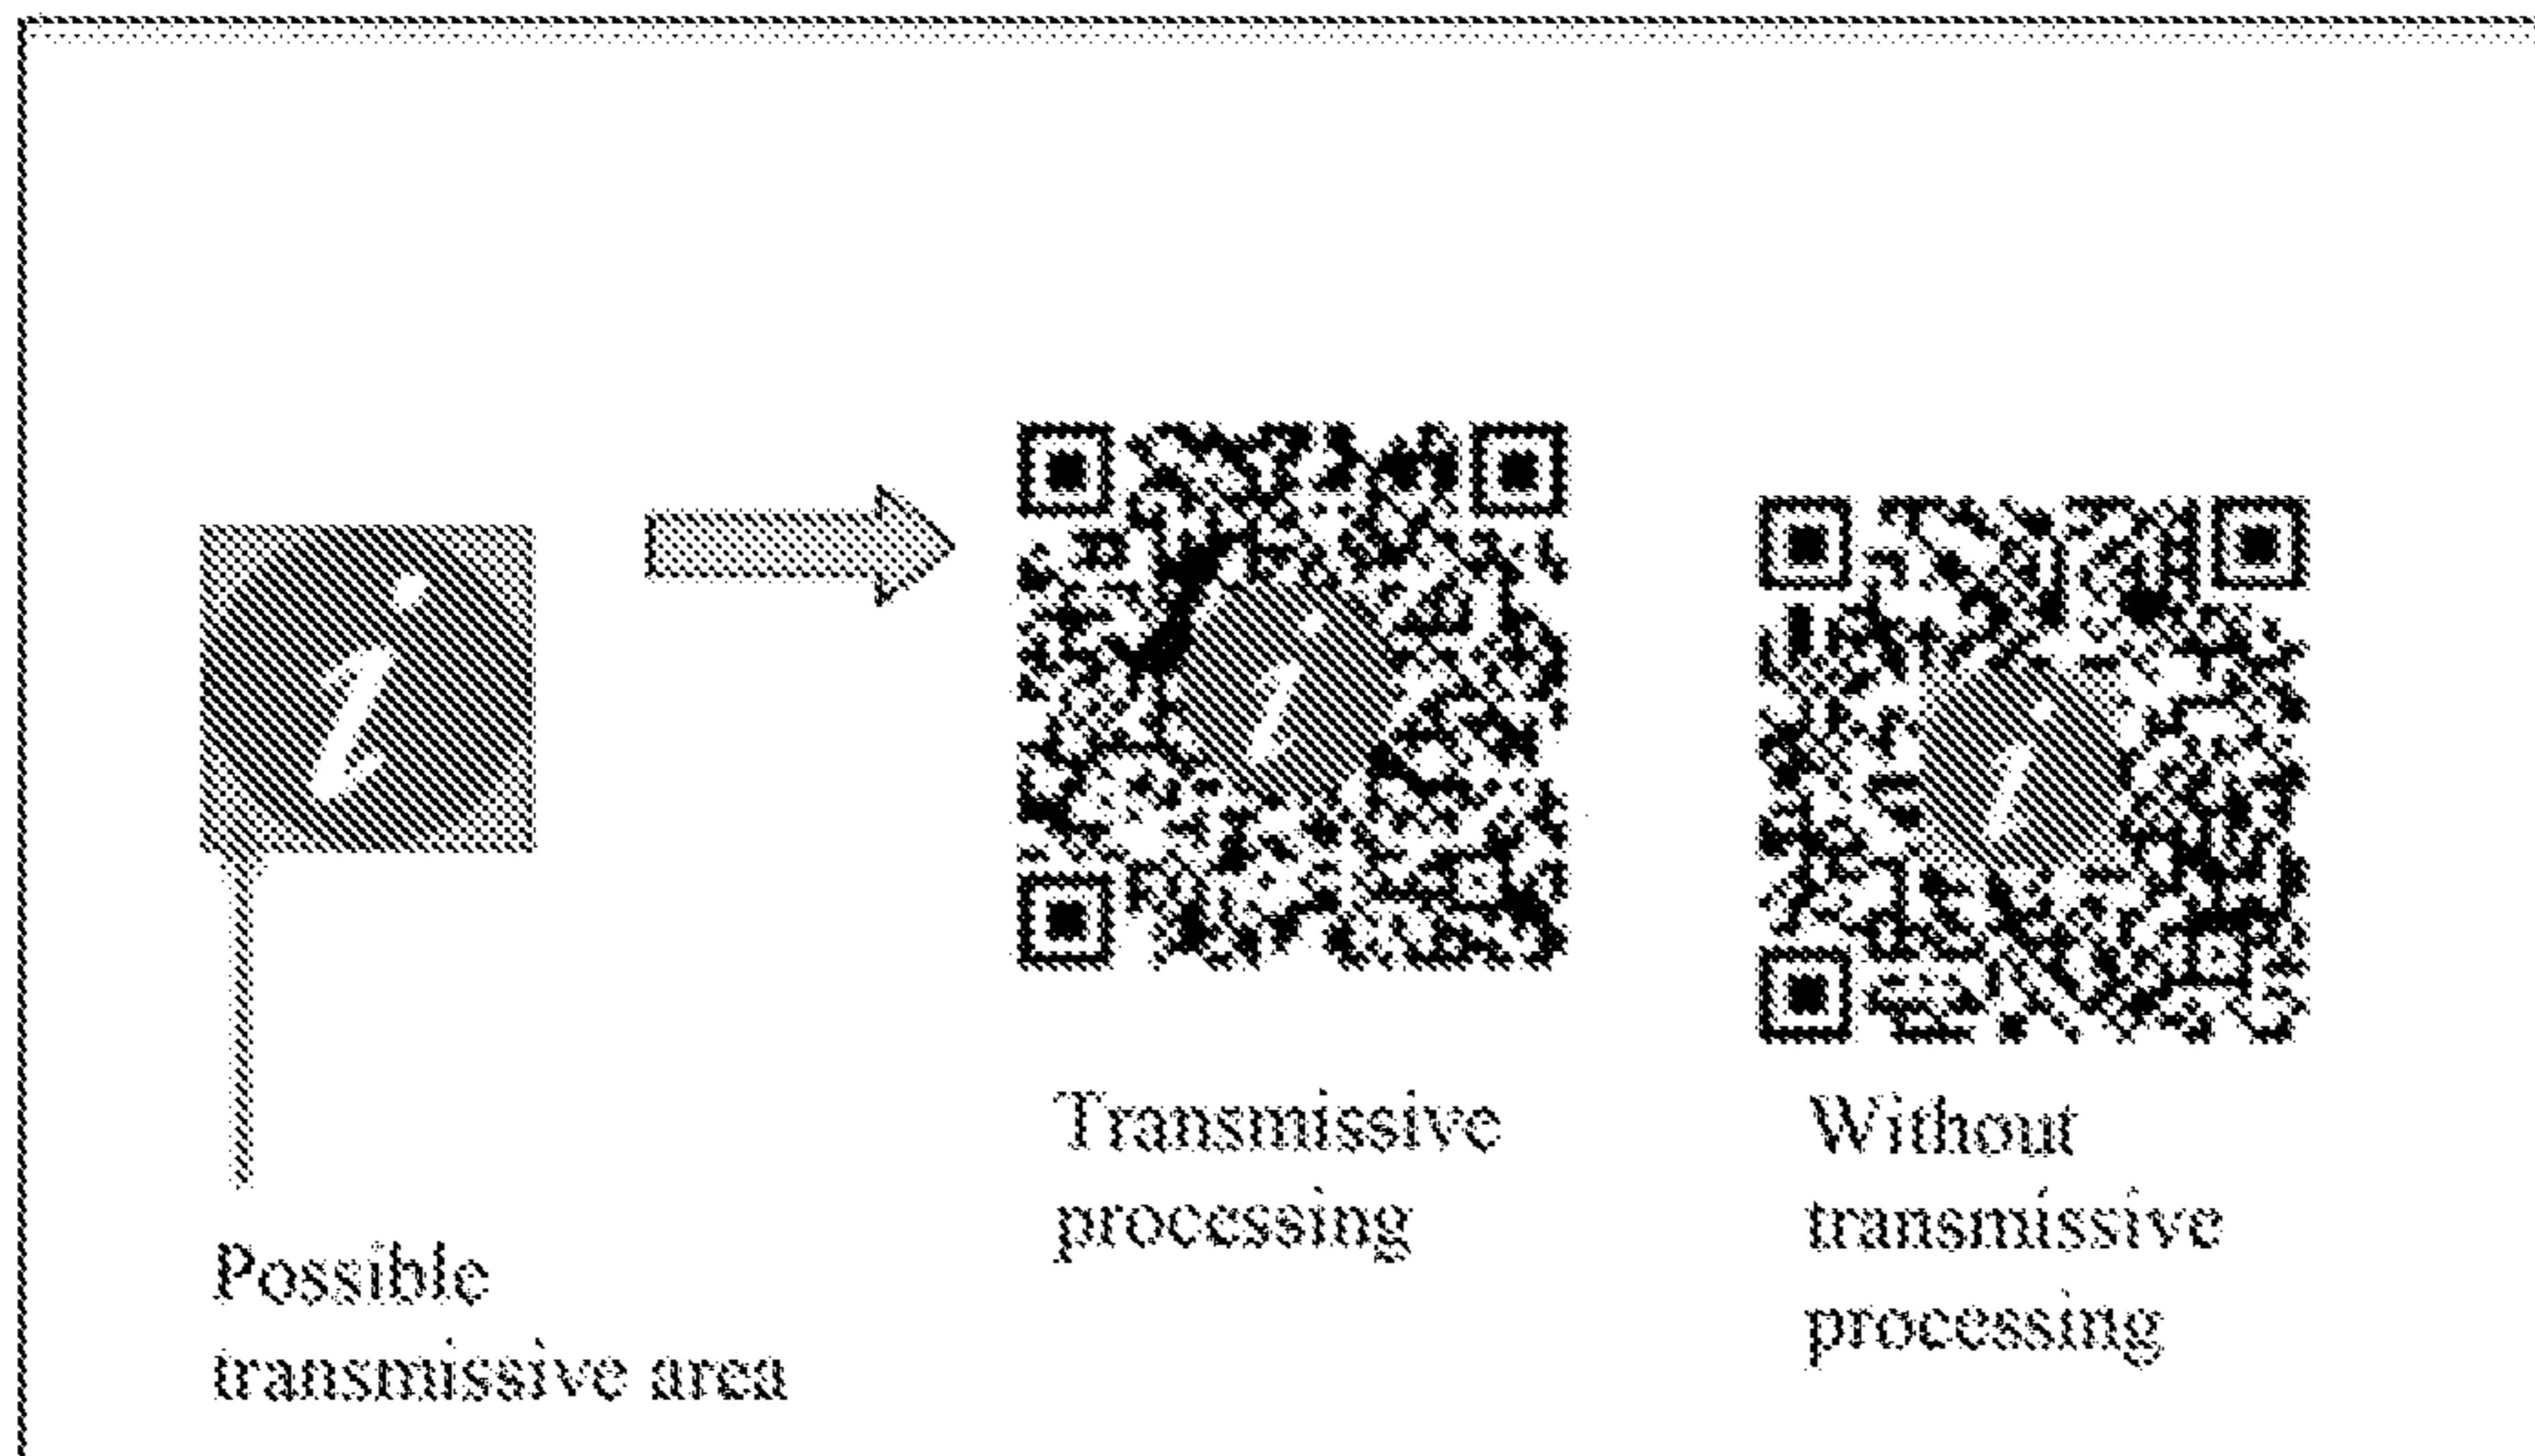 i
i
i
Transmissive
processing
Without
transmissive
processing
Possible
transmissive area